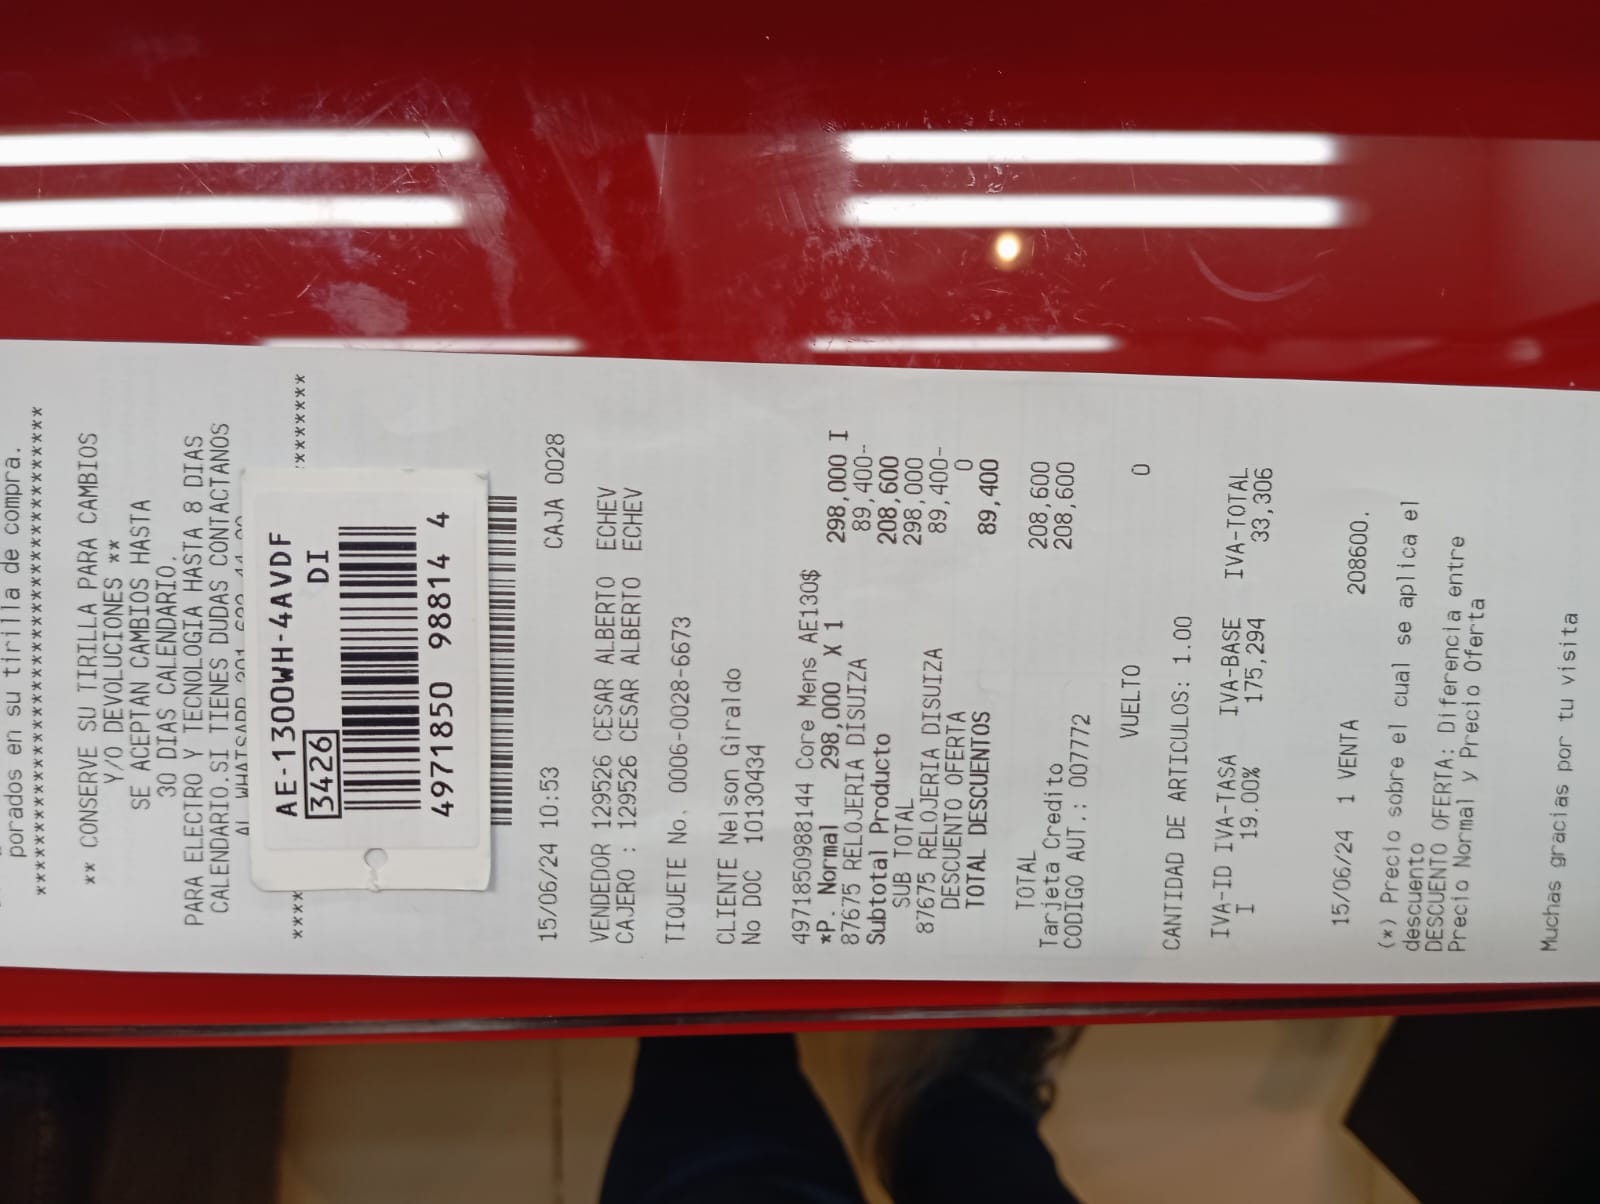 porados en su tirilla de compra.
** CONSERVE SU TIRILLA PARA CAMBIOS
Y/O DEVOLUCIONES **
SE ACEPTAN CAMBIOS HASTA
30 DIAS CALENDARIO.
PARA ELECTRO Y TECNOLOGIA HASTA 8 DIAS
CALENDARIO.SI TIENES DUDAS CONTACTANOS
AL WHATSAPP
AE-1300WH-4AVDF
3426 DI
4971850 98814 4
15/06/24 10:53 CAJA 0028
VENDEDOR 129526 CESAR ALBERTO ECHEV
CAJERO : 129526 CESAR ALBERTO ECHEV
TIQUETE No. 0006-0028-6673
CLIENTE Nelson Giraldo
No DOC 101330434
4971850988144 Core Mens AE130$
*P. Normal 298,000 X 1 298,000 I
87675 RELOJERIA DISUIZA 89,400-
Subtotal Producto 208,600
SUB TOTAL 298,000
87675 RELOJERIA DISUIZA 89,400-
DESCUENTO OFERTA 0
TOTAL DESCUENTOS 89,400
TOTAL 208,600
Tarjeta Credito 208,600
CODIGO AUT.: 007772
VUELTO 0
CANTIDAD DE ARTICULOS: 1.00
IVA-ID IVA-TASA IVA-BASE IVA-TOTAL
I 19.00% 175,294 33,306
15/06/24 1 VENTA 208600.
(*) Precio sobre el cual se aplica el
descuento
DESCUENTO OFERTA: Diferencia entre
Precio Normal y Precio Oferta
Muchas gracias por tu visita